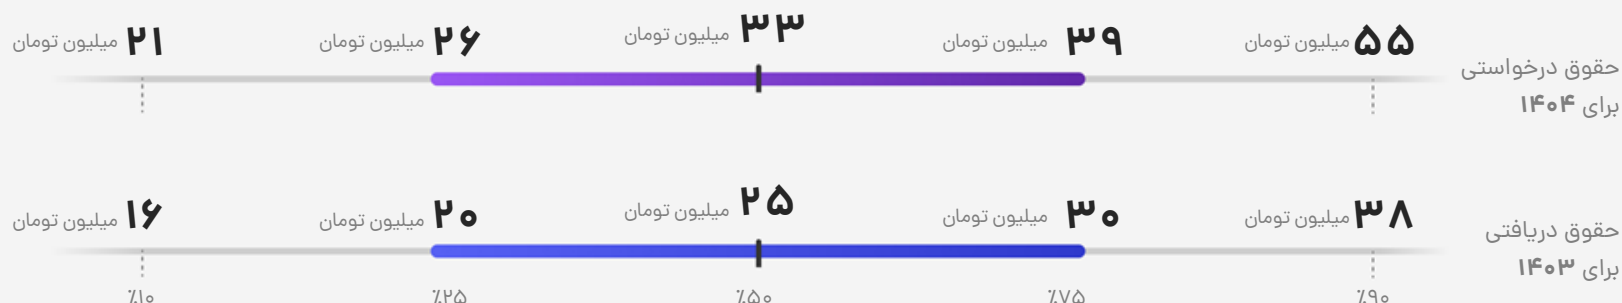 ۵۵ میلیون تومان
۳۹ میلیون تومان
۳۳ میلیون تومان
۲۶ میلیون تومان
۲۱ میلیون تومان
حقوق درخواستی
برای ۱۴۰۴
۳۸ میلیون تومان
۳۰ میلیون تومان
۲۵ میلیون تومان
۲۰ میلیون تومان
۱۶ میلیون تومان
حقوق دریافتی
برای ۱۴۰۳
٪۹۰
٪۷۵
٪۵۰
٪۲۵
٪۱۰